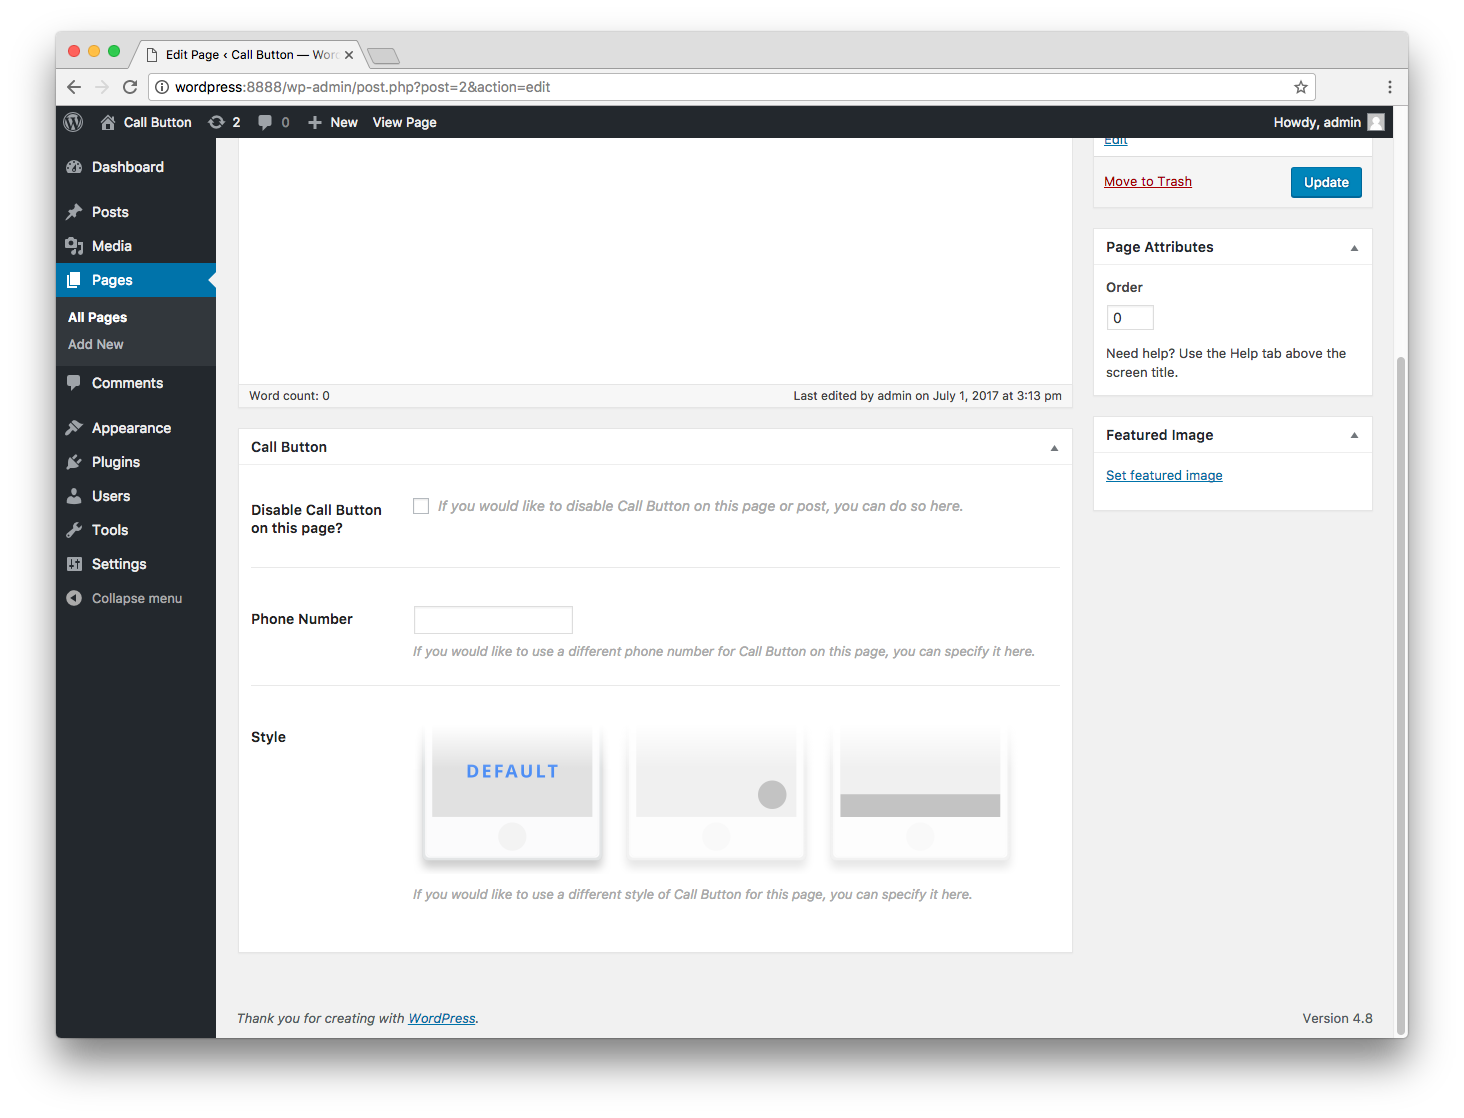 Edit Page ‹ Call Button — Wor
wordpress:8888/wp-admin/post.php?post=2&action=edit
Call Button 2 0 New View Page Howdy, admin
Dashboard
Posts
Media
Pages
All Pages
Add New
Comments
Appearance
Plugins
Users
Tools
Settings
Collapse menu
Word count: 0
Last edited by admin on July 1, 2017 at 3:13 pm
Call Button
Disable Call Button
on this page?
If you would like to disable Call Button on this page or post, you can do so here.
Phone Number
If you would like to use a different phone number for Call Button on this page, you can specify it here.
Style
DEFAULT
If you would like to use a different style of Call Button for this page, you can specify it here.
Edit
Move to Trash
Update
Page Attributes
Order
0
Need help? Use the Help tab above the
screen title.
Featured Image
Set featured image
Thank you for creating with WordPress.
Version 4.8